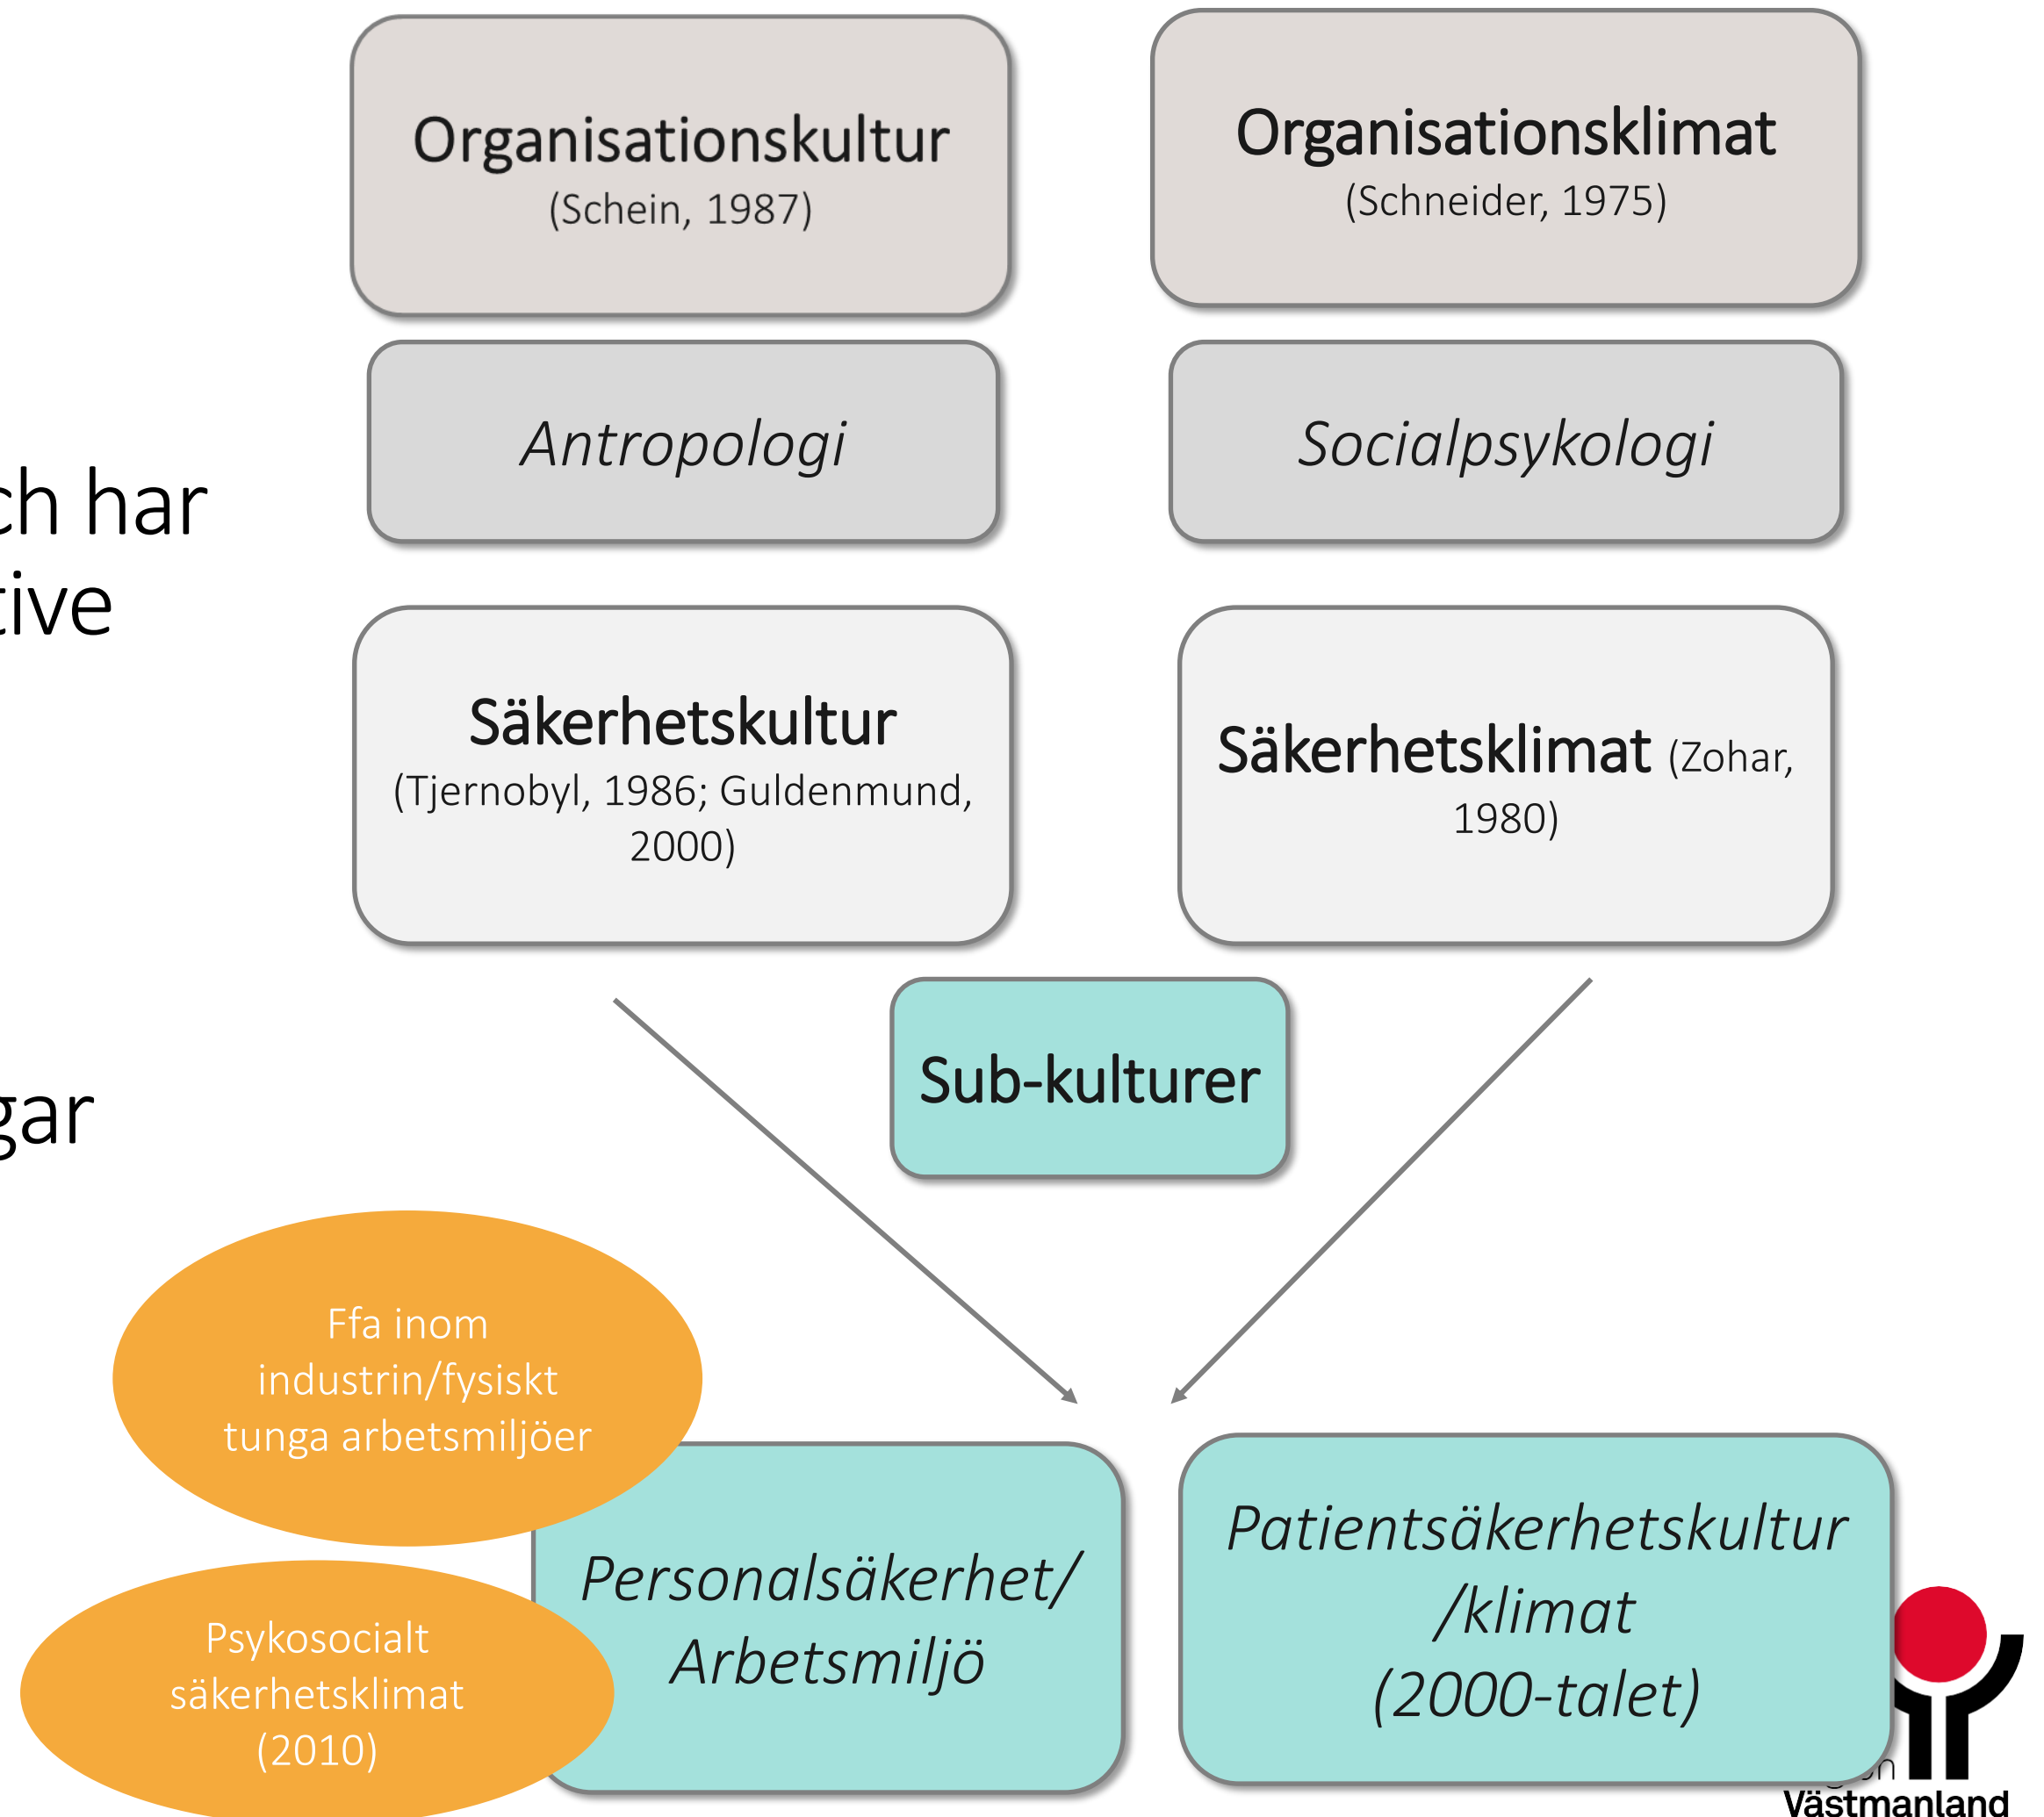 Organisationskultur
(Schein, 1987)
Organisationsklimat
(Schneider, 1975)
Antropologi
Socialpsykologi
ch har
tive
Säkerhetskultur
(Tjernobyl, 1986; Guldenmund,
2000)
Säkerhetsklimat (Zohar,
1980)
Sub-kulturer
gar
Ffa inom
industrin/fysiskt
tunga arbetsmiljöer
Psykosocialt
säkerhetsklimat
(2010)
Personalsäkerhet/
Arbetsmiljö
Patientsäkerhetskultur
/klimat
(2000-talet)
Västmanland